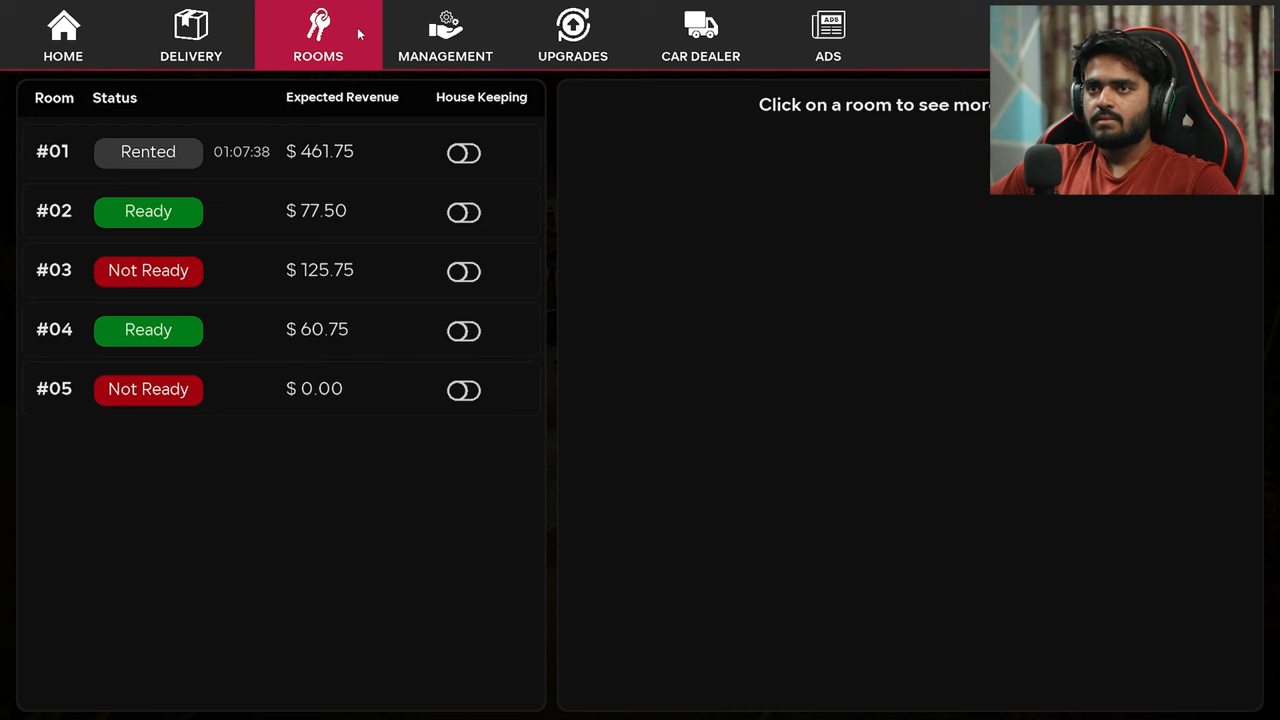 HOME
DELIVERY
ROOMS
MANAGEMENT
UPGRADES
CAR DEALER
ADS
ADS
Room Status Expected Revenue House Keeping
#01 Rented 01:07:38 $ 461.75
#02 Ready $ 77.50
#03 Not Ready $ 125.75
#04 Ready $ 60.75
#05 Not Ready $ 0.00
Click on a room to see mor